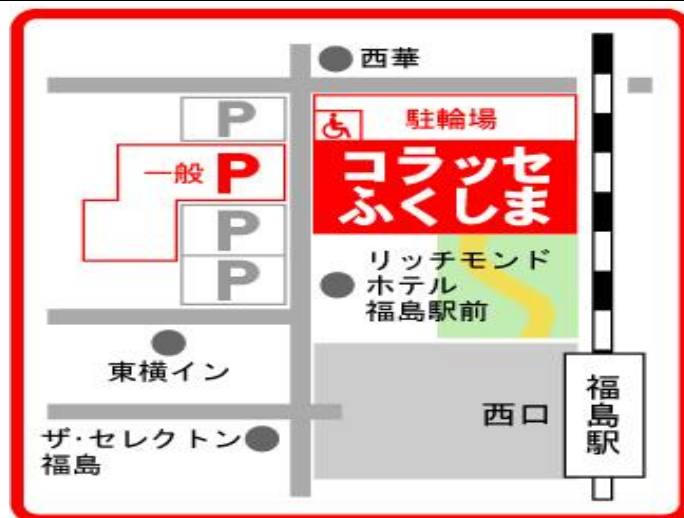 西華
P
駐輪場
一般 P
コラッセ
ふくしま
P
P
リッチモンド
ホテル
福島駅前
東横イン
西口
福島駅
ザ・セレクトン
福島